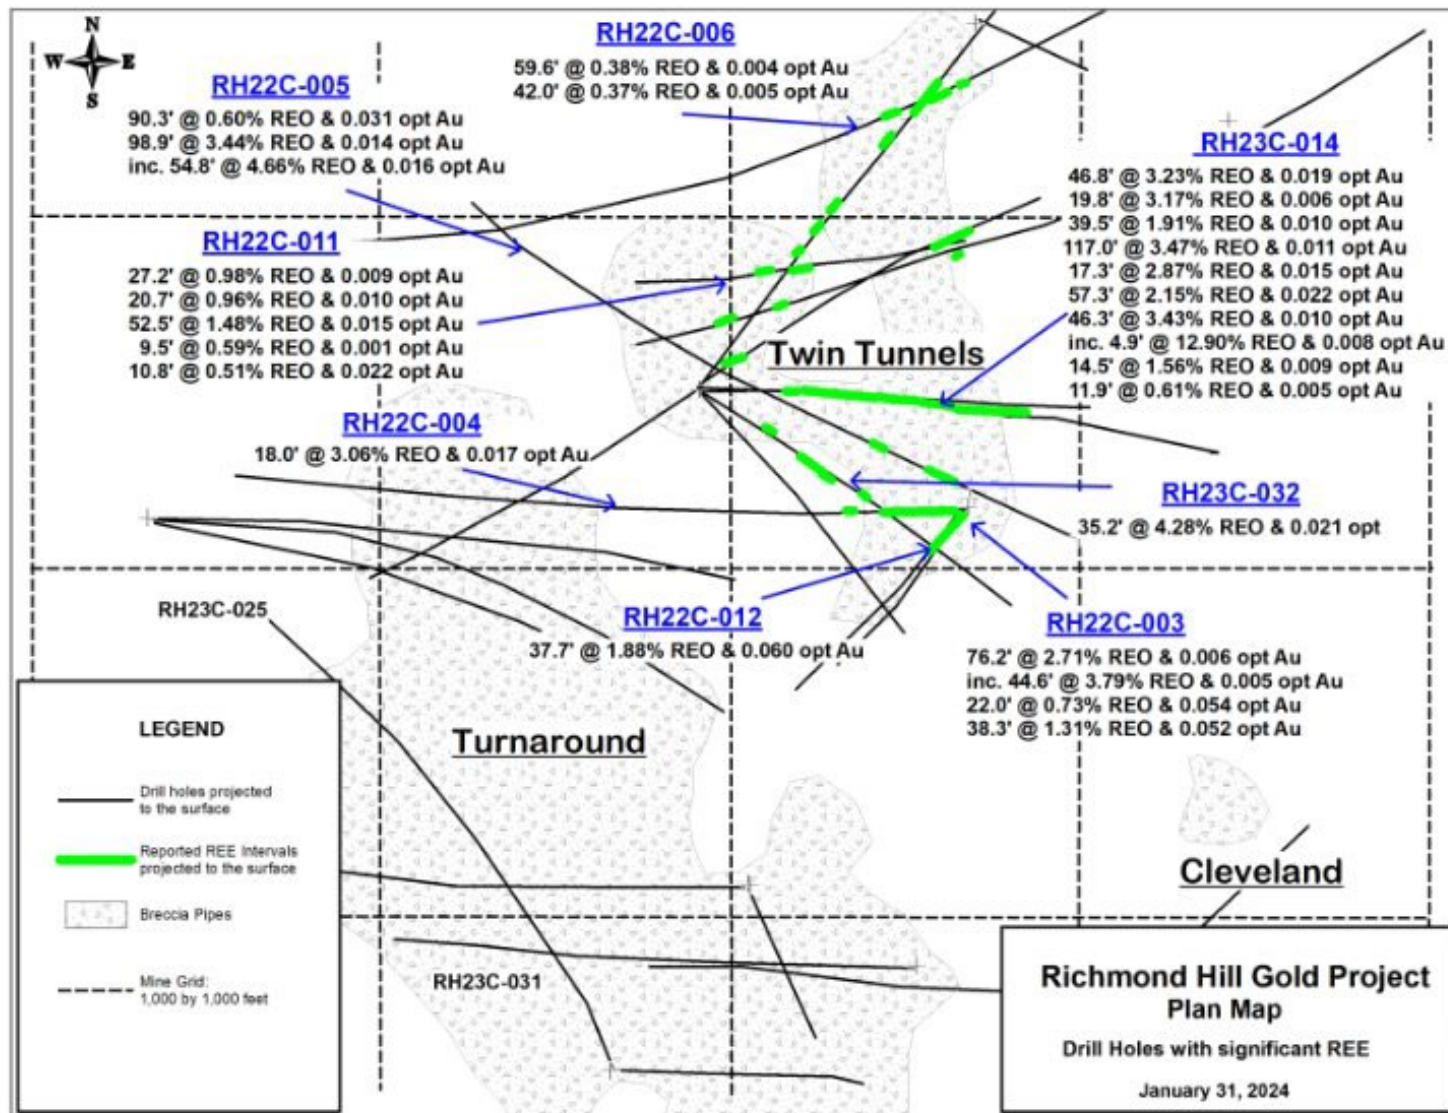 N
W E
S
RH22C-006
59.6' @ 0.38% REO & 0.004 opt Au
42.0' @ 0.37% REO & 0.005 opt Au
RH22C-005
90.3' @ 0.60% REO & 0.031 opt Au
98.9' @ 3.44% REO & 0.014 opt Au
inc. 54.8' @ 4.66% REO & 0.016 opt Au
RH23C-014
46.8' @ 3.23% REO & 0.019 opt Au
19.8' @ 3.17% REO & 0.006 opt Au
39.5' @ 1.91% REO & 0.010 opt Au
117.0' @ 3.47% REO & 0.011 opt Au
17.3' @ 2.87% REO & 0.015 opt Au
57.3' @ 2.15% REO & 0.022 opt Au
46.3' @ 3.43% REO & 0.010 opt Au
inc. 4.9' @ 12.90% REO & 0.008 opt Au
14.5' @ 1.56% REO & 0.009 opt Au
11.9' @ 0.61% REO & 0.005 opt Au
RH22C-011
27.2' @ 0.98% REO & 0.009 opt Au
20.7' @ 0.96% REO & 0.010 opt Au
52.5' @ 1.48% REO & 0.015 opt Au
9.5' @ 0.59% REO & 0.001 opt Au
10.8' @ 0.51% REO & 0.022 opt Au
Twin Tunnels
RH22C-004
18.0' @ 3.06% REO & 0.017 opt Au
RH23C-032
35.2' @ 4.28% REO & 0.021 opt
RH23C-025
RH22C-012
37.7' @ 1.88% REO & 0.060 opt Au
RH22C-003
76.2' @ 2.71% REO & 0.006 opt Au
inc. 44.6' @ 3.79% REO & 0.005 opt Au
22.0' @ 0.73% REO & 0.054 opt Au
38.3' @ 1.31% REO & 0.052 opt Au
Turnaround
Cleveland
RH23C-031
LEGEND
Drill holes projected
to the surface
Reported REE Intervals
projected to the surface
Breccia Pipes
Mine Grid:
1,000 by 1,000 feet
Richmond Hill Gold Project
Plan Map
Drill Holes with significant REE
January 31, 2024